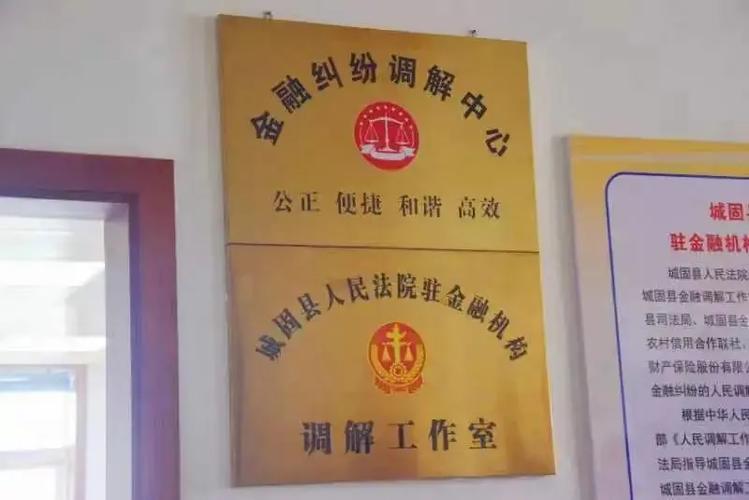 金融纠纷调解中心
公正 便捷 和谐 高效
城固县人民法院驻金融机构
调解工作室
城固县
驻金融机构
城固县人民法院
城固县金融调解工作
县司法局、城固县金
农村信用合作联社、
财产保险股份有限公
金融纠纷的人民调解
根据中华人民
部《人民调解工作
法局指导城固县金
城固县金融调解工